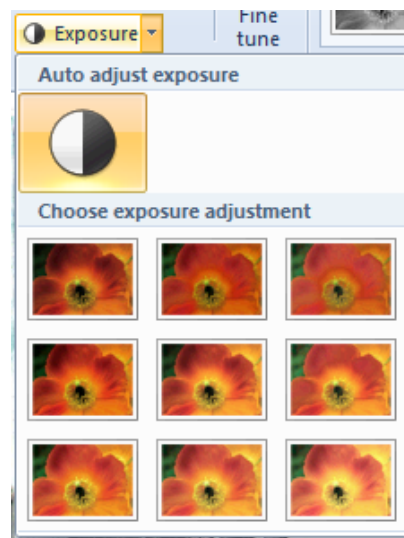 Exposure
Fine
tune
Auto adjust exposure
Choose exposure adjustment